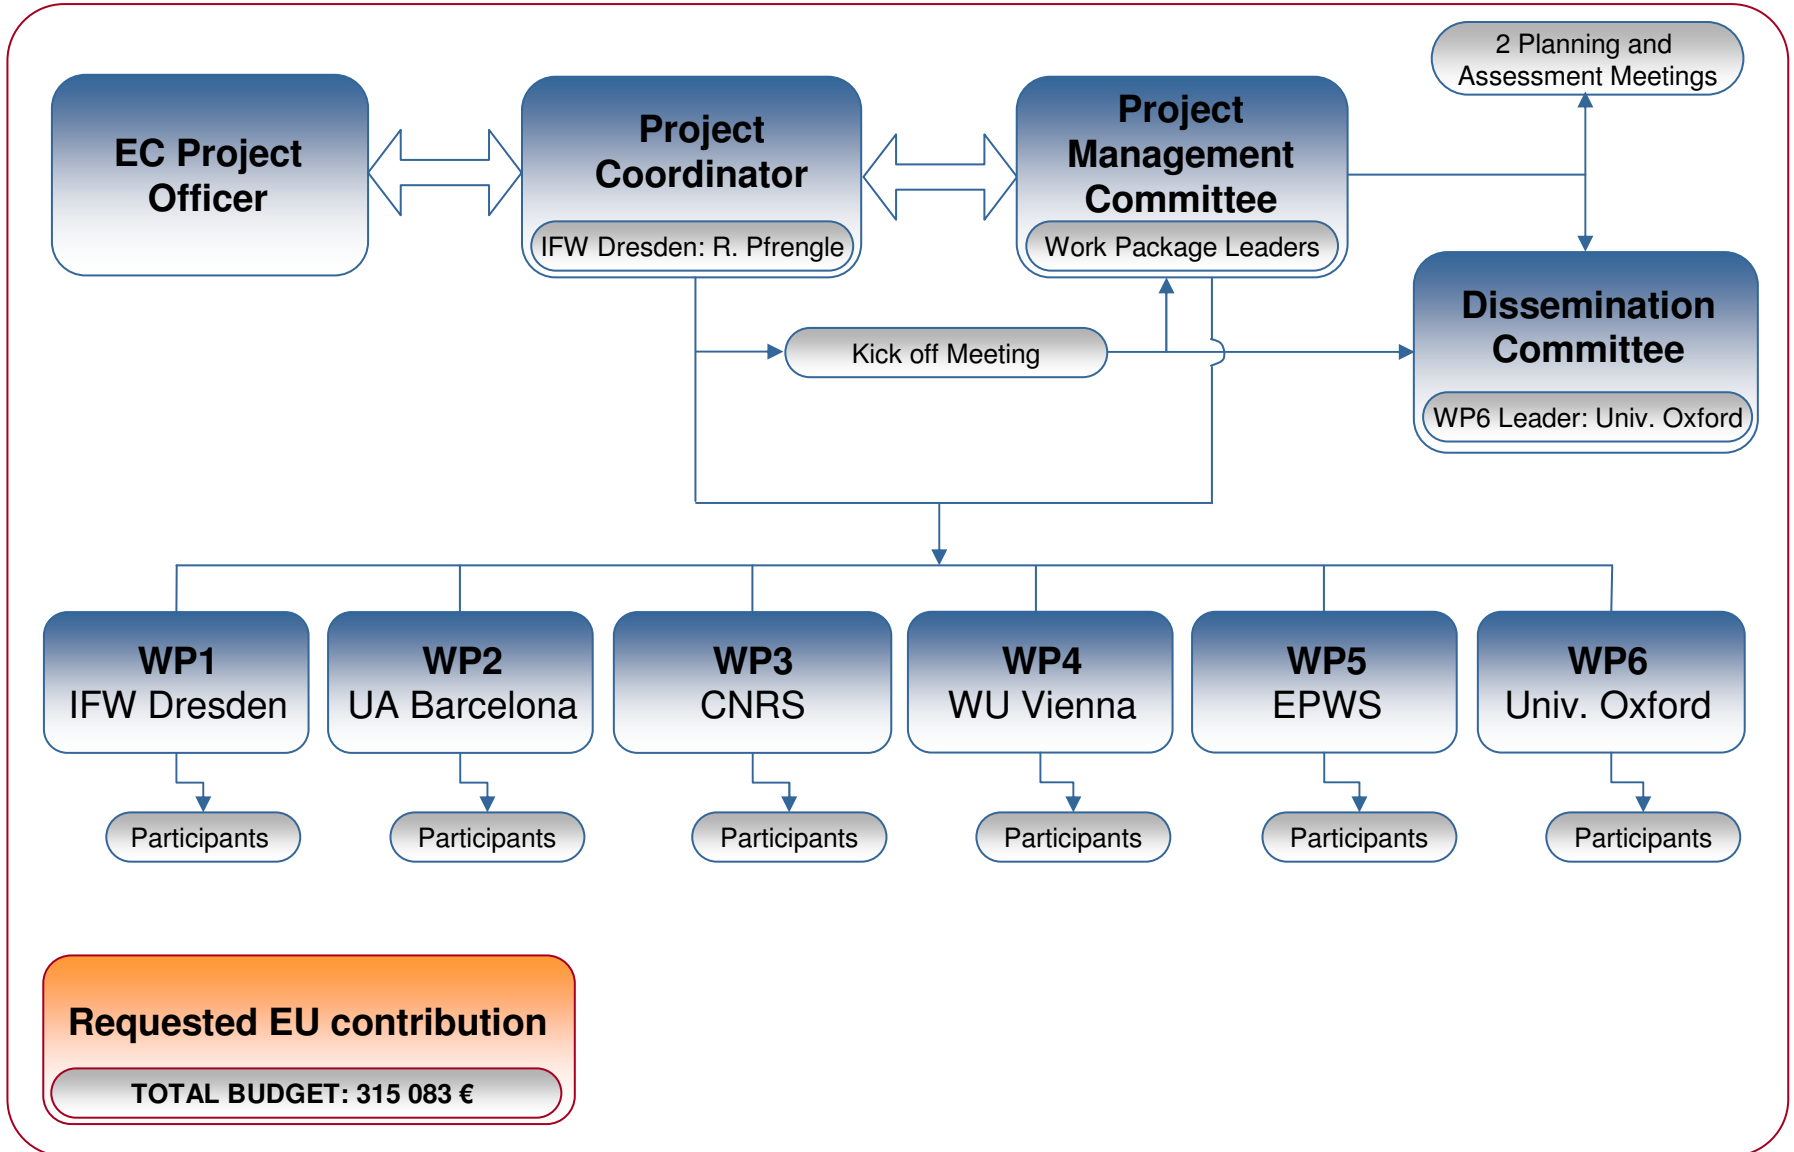 2 Planning and
Assessment Meetings
EC Project
Officer
Project
Coordinator
IFW Dresden: R. Pfrengle
Project
Management
Committee
Work Package Leaders
Kick off Meeting
Dissemination
Committee
WP6 Leader: Univ. Oxford
WP1
IFW Dresden
WP2
UA Barcelona
WP3
CNRS
WP4
WU Vienna
WP5
EPWS
WP6
Univ. Oxford
Participants
Participants
Participants
Participants
Participants
Participants
Requested EU contribution
TOTAL BUDGET: 315 083 €